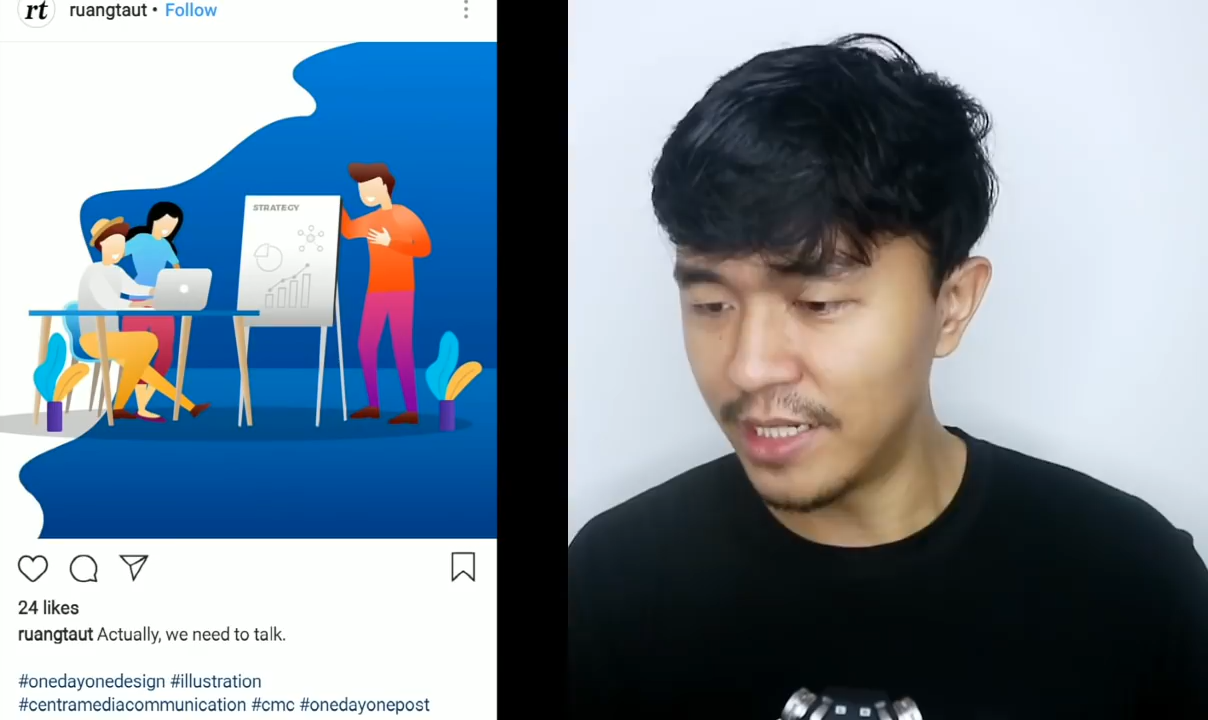 rt ruangtaut • Follow
STRATEGY
24 likes
ruangtaut Actually, we need to talk.
#onedayonedesign #illustration
#centramediacommunication #cmc #onedayonepost